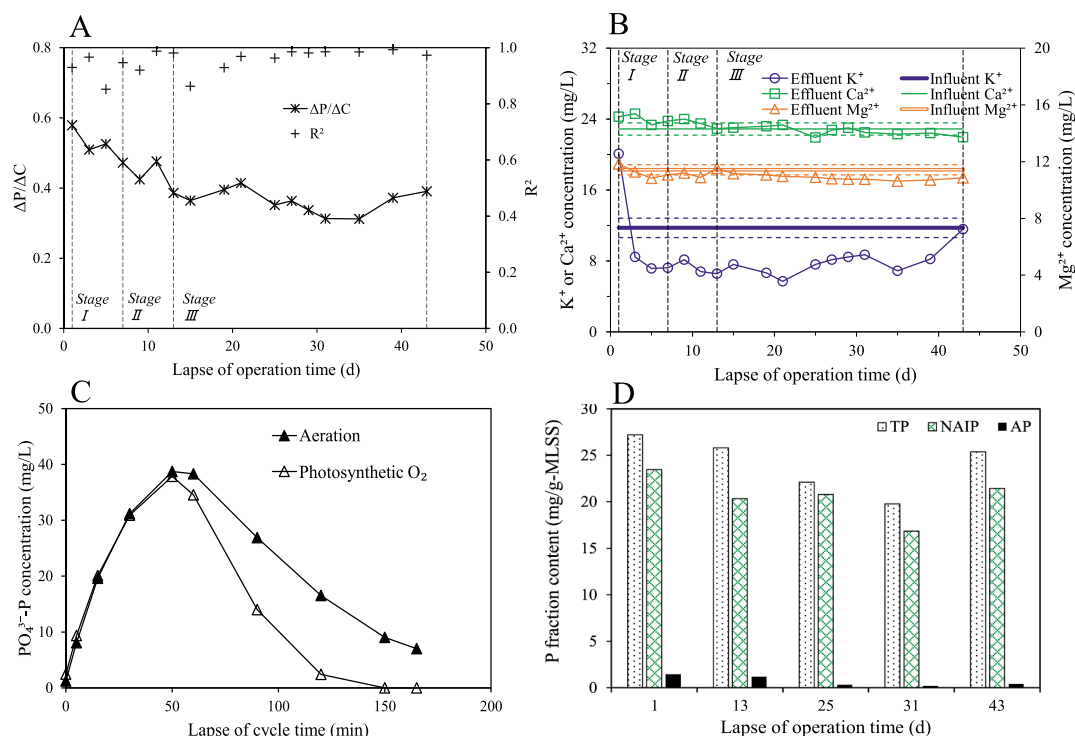 A
0.8
0.6
0.4
0.2
0.0
ΔP/ΔC
1.0
0.8
0.6
0.4
0.2
0.0
R²
ΔP/ΔC
R²
Stage
I
Stage
II
Stage
III
0
10
20
30
40
50
Lapse of operation time (d)
B
32
28
24
20
16
12
8
4
0
K⁺ or Ca²⁺ concentration (mg/L)
20
16
12
8
4
0
Mg²⁺ concentration (mg/L)
Stage
I
Stage
II
Stage
III
Effluent K⁺
Influent K⁺
Effluent Ca²⁺
Influent Ca²⁺
Effluent Mg²⁺
Influent Mg²⁺
0
10
20
30
40
50
Lapse of operation time (d)
C
50
40
30
20
10
0
PO₄³⁻-P concentration (mg/L)
Aeration
Photosynthetic O₂
0
50
100
150
200
Lapse of cycle time (min)
D
30
25
20
15
10
5
0
P fraction content (mg/g-MLSS)
TP
NAIP
AP
1
13
25
31
43
Lapse of operation time (d)